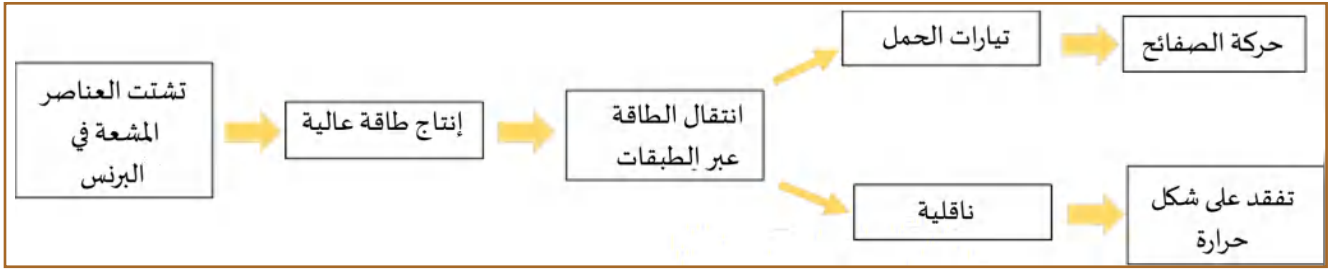 تشتت العناصر
المشعة في
البرنس
إنتاج طاقة عالية
انتقال الطاقة
عبر الطبقات
تيارات الحمل
حركة الصفائح
ناقلية
تفقد على شكل
حرارة